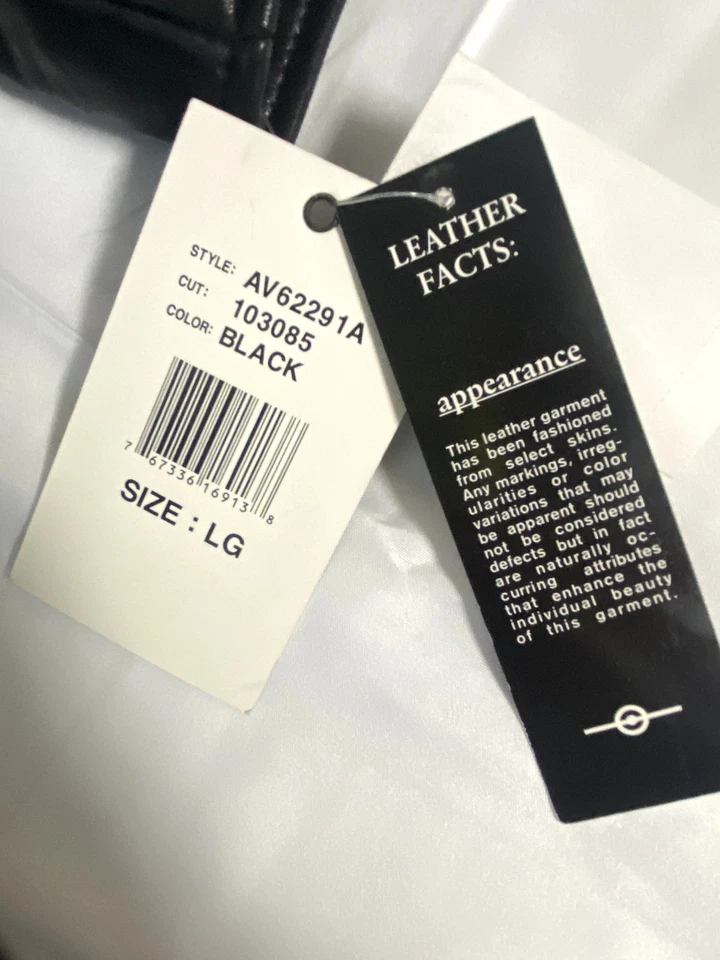 STYLE: AV62291A
CUT: 103085
COLOR: BLACK
7 67336 16913 8
SIZE : LG
LEATHER
FACTS:
appearance
This leather garment
has been fashioned
from select skins.
Any markings, irreg-
ularities or color
variations that may
be apparent should
not be considered
defects but in fact
are naturally oc-
curring attributes
that enhance the
individual beauty
of this garment.